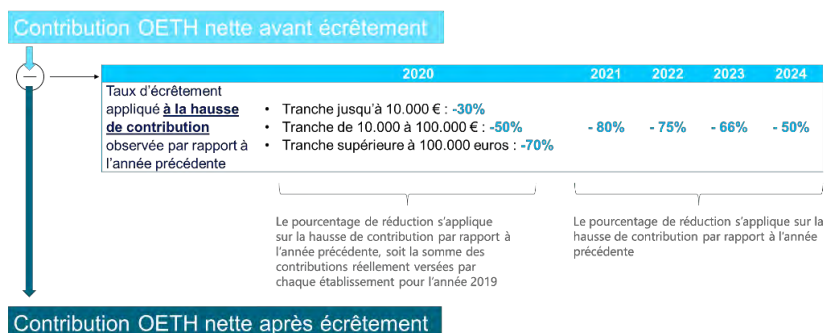 Contribution OETH nette avant écrêtement
2020 2021 2022 2023 2024
Taux d’écrêtement
appliqué à la hausse
de contribution
observée par rapport à
l’année précédente
• Tranche jusqu’à 10.000 € : -30%
• Tranche de 10.000 à 100.000 € : -50%
• Tranche supérieure à 100.000 euros : -70%
- 80% - 75% - 66% - 50%
Le pourcentage de réduction s’applique
sur la hausse de contribution par rapport à
l’année précédente, soit la somme des
contributions réellement versées par
chaque établissement pour l’année 2019
Le pourcentage de réduction s’applique sur la
hausse de contribution par rapport à l’année
précédente
Contribution OETH nette après écrêtement